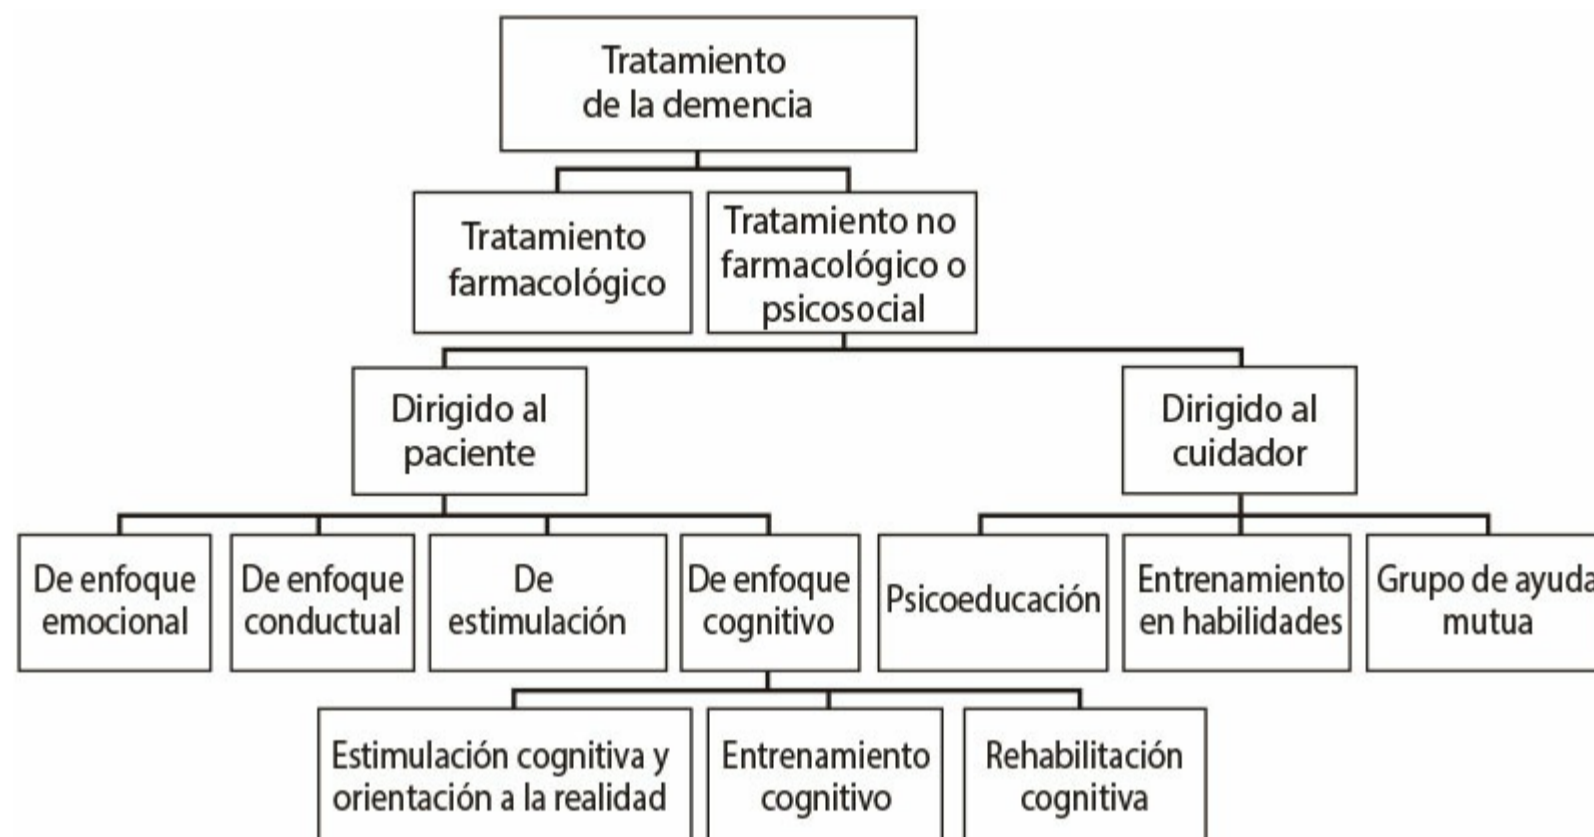 Tratamiento
de la demencia
Tratamiento
farmacológico
Tratamiento no
farmacológico o
psicosocial
Dirigido al
paciente
Dirigido al
cuidador
De enfoque
emocional
De enfoque
conductual
De
estimulación
De enfoque
cognitivo
Psicoeducación
Entrenamiento
en habilidades
Grupo de ayuda
mutua
Estimulación cognitiva y
orientación a la realidad
Entrenamiento
cognitivo
Rehabilitación
cognitiva